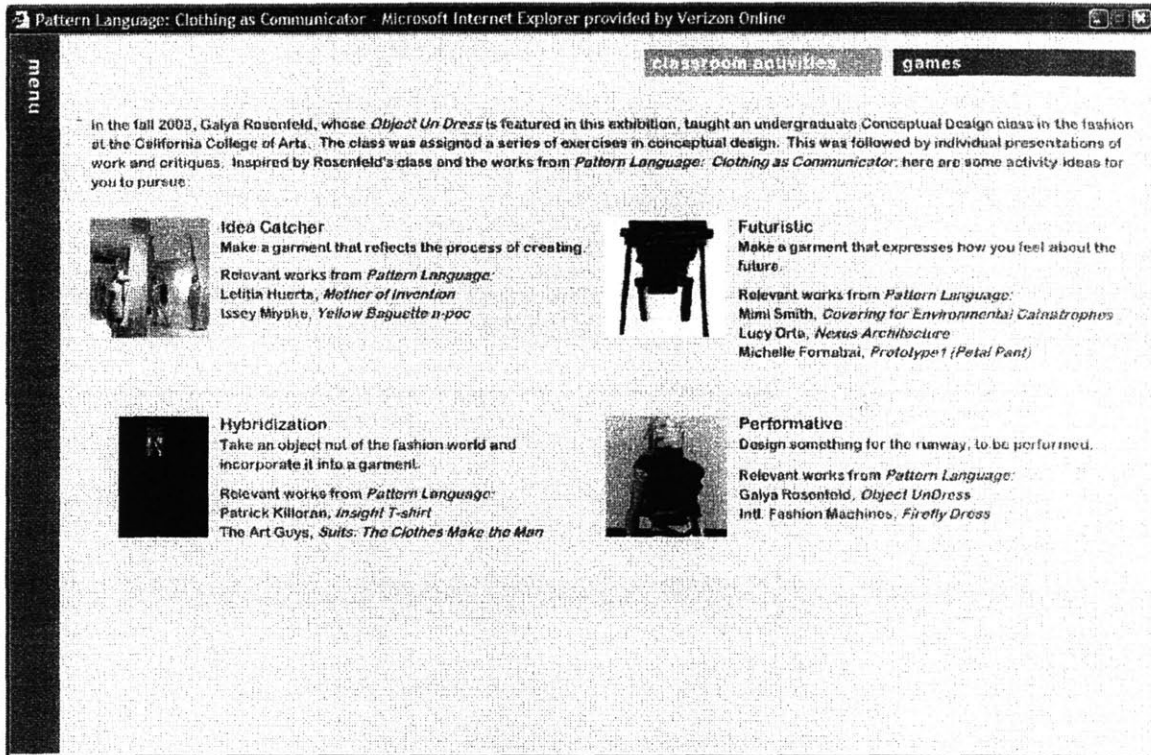 Pattern Language: Clothing as Communicator - Microsoft Internet Explorer provided by Verizon Online
menu
classroom activities
games
In the fall 2003, Galya Rosenfeld, whose Object Un Dress is featured in this exhibition, taught an undergraduate Conceptual Design class in the fashion
at the California College of Arts. The class was assigned a series of exercises in conceptual design. This was followed by individual presentations of
work and critiques. Inspired by Rosenfeld's class and the works from Pattern Language: Clothing as Communicator, here are some activity ideas for
you to pursue:
Idea Catcher
Make a garment that reflects the process of creating.
Relevant works from Pattern Language:
Letitia Huerta, Mother of Invention
Issey Miyake, Yellow Baguette a-poc
Futuristic
Make a garment that expresses how you feel about the
future.
Relevant works from Pattern Language:
Mimi Smith, Covering for Environmental Catastrophes
Lucy Orta, Nexus Architecture
Michelle Fornabai, Prototype1 (Petal Pant)
Hybridization
Take an object not of the fashion world and
incorporate it into a garment.
Relevant works from Pattern Language:
Patrick Killoran, Insight T-shirt
The Art Guys, Suits: The Clothes Make the Man
Performative
Design something for the runway, to be performed.
Relevant works from Pattern Language:
Galya Rosenfeld, Object UnDress
Intl. Fashion Machines, Firefly Dress